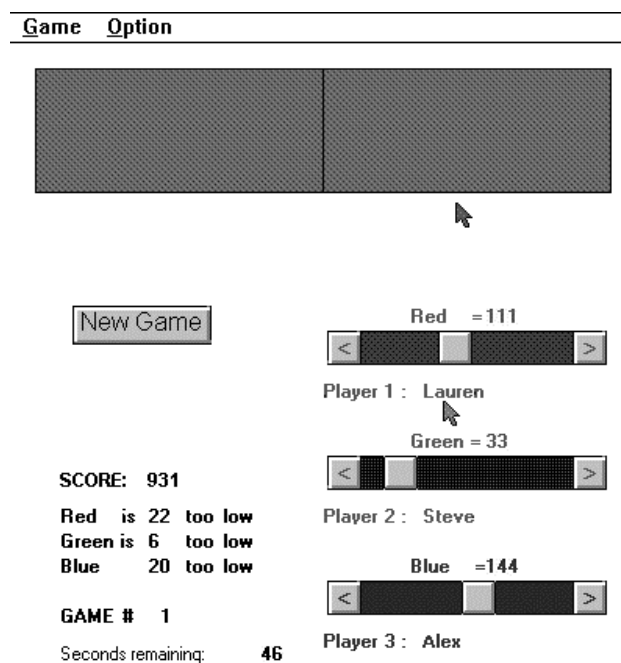 Game Option
New Game
Red =111
< >
Player 1 : Lauren
Green = 33
< >
Player 2 : Steve
Blue =144
< >
Player 3 : Alex
SCORE: 931
Red is 22 too low
Green is 6 too low
Blue 20 too low
GAME # 1
Seconds remaining: 46